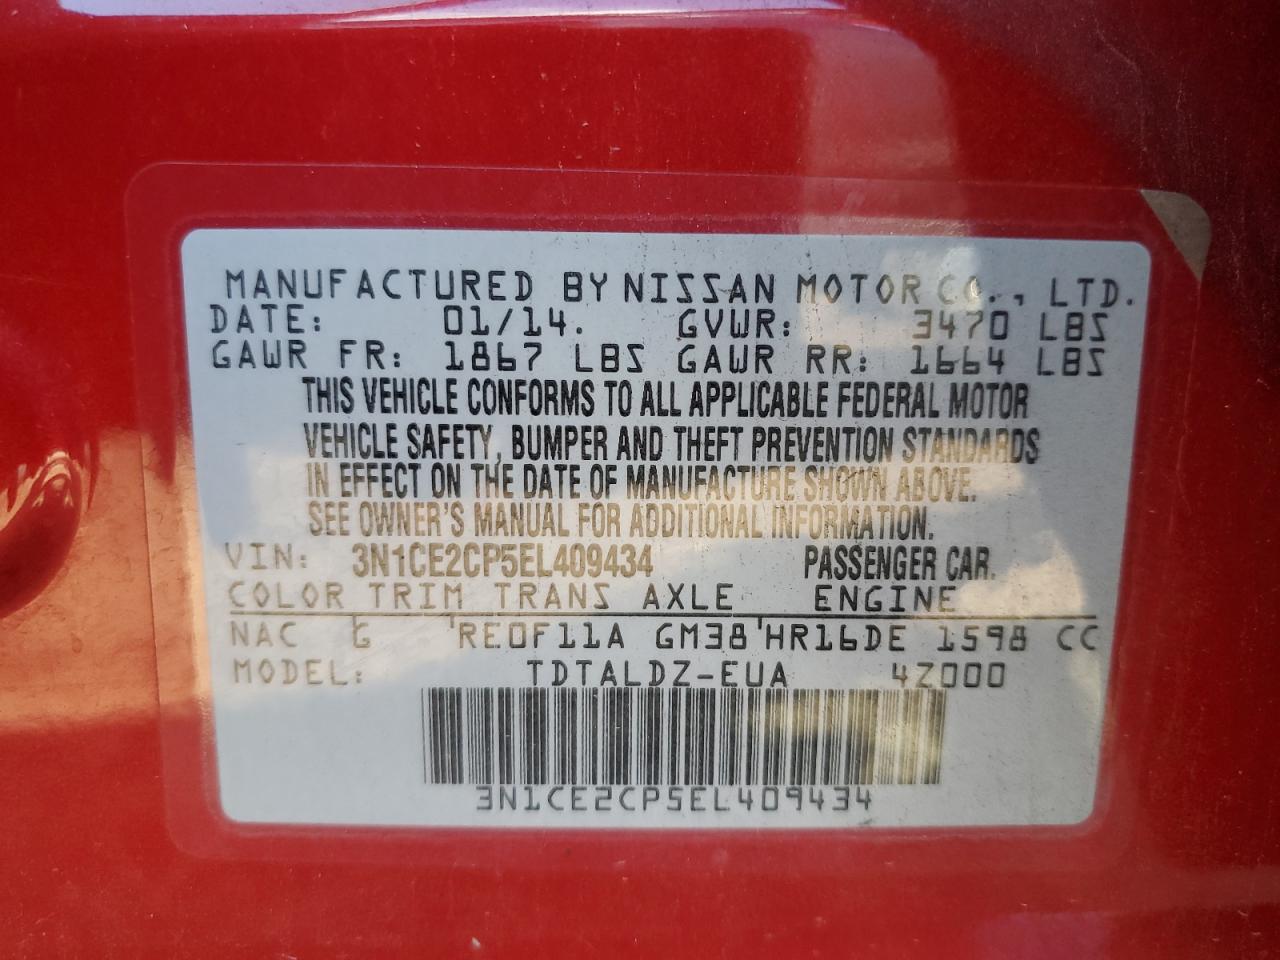 MANUFACTURED BY NISSAN MOTOR CO., LTD.
DATE: 01/14. GVWR: 3470 LBS
GAWR FR: 1867 LBS GAWR RR: 1664 LBS
THIS VEHICLE CONFORMS TO ALL APPLICABLE FEDERAL MOTOR
VEHICLE SAFETY, BUMPER AND THEFT PREVENTION STANDARDS
IN EFFECT ON THE DATE OF MANUFACTURE SHOWN ABOVE.
SEE OWNER'S MANUAL FOR ADDITIONAL INFORMATION.
VIN: 3N1CE2CP5EL409434 PASSENGER CAR.
COLOR TRIM TRANS AXLE ENGINE
NAC G RE0F11A GM38 HR16DE 1598 CC
MODEL: TDTALDZ-EUA 4Z000
3N1CE2CP5EL409434